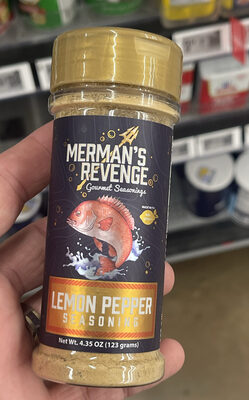 MERMAN'S
REVENGE
Gourmet Seasonings
LEMON PEPPER
SEASONING
Net Wt. 4.35 OZ (123 grams)